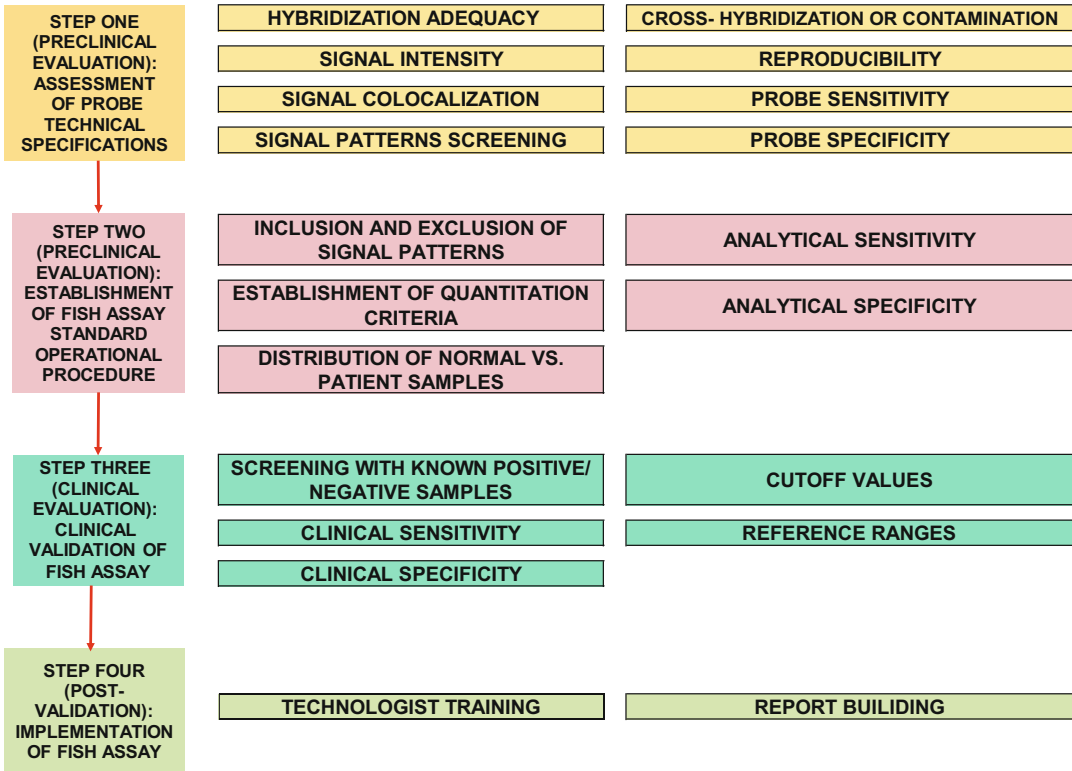 STEP ONE
(PRECLINICAL
EVALUATION):
ASSESSMENT
OF PROBE
TECHNICAL
SPECIFICATIONS
HYBRIDIZATION ADEQUACY
CROSS- HYBRIDIZATION OR CONTAMINATION
SIGNAL INTENSITY
REPRODUCIBILITY
SIGNAL COLOCALIZATION
PROBE SENSITIVITY
SIGNAL PATTERNS SCREENING
PROBE SPECIFICITY
STEP TWO
(PRECLINICAL
EVALUATION):
ESTABLISHMENT
OF FISH ASSAY
STANDARD
OPERATIONAL
PROCEDURE
INCLUSION AND EXCLUSION OF
SIGNAL PATTERNS
ANALYTICAL SENSITIVITY
ESTABLISHMENT OF QUANTITATION
CRITERIA
ANALYTICAL SPECIFICITY
DISTRIBUTION OF NORMAL VS.
PATIENT SAMPLES
STEP THREE
(CLINICAL
EVALUATION):
CLINICAL
VALIDATION OF
FISH ASSAY
SCREENING WITH KNOWN POSITIVE/
NEGATIVE SAMPLES
CUTOFF VALUES
CLINICAL SENSITIVITY
REFERENCE RANGES
CLINICAL SPECIFICITY
STEP FOUR
(POST-
VALIDATION):
IMPLEMENTATION
OF FISH ASSAY
TECHNOLOGIST TRAINING
REPORT BUILIDING